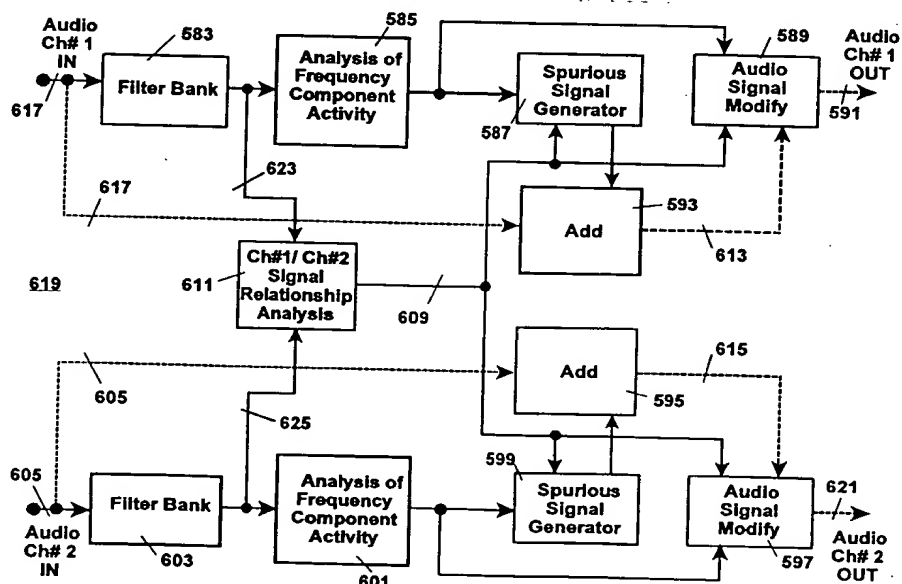 Audio
Ch# 1
IN
617
583
Filter Bank
585
Analysis of
Frequency
Component
Activity
Spurious
Signal
Generator
587
589
Audio
Signal
Modify
Audio
Ch# 1
OUT
591
623
617
593
Add
613
619
611
Ch#1/ Ch#2
Signal
Relationship
Analysis
609
605
Add
595
615
625
605
Audio
Ch# 2
IN
Filter Bank
603
Analysis of
Frequency
Component
Activity
601
599
Spurious
Signal
Generator
Audio
Signal
Modify
597
621
Audio
Ch# 2
OUT